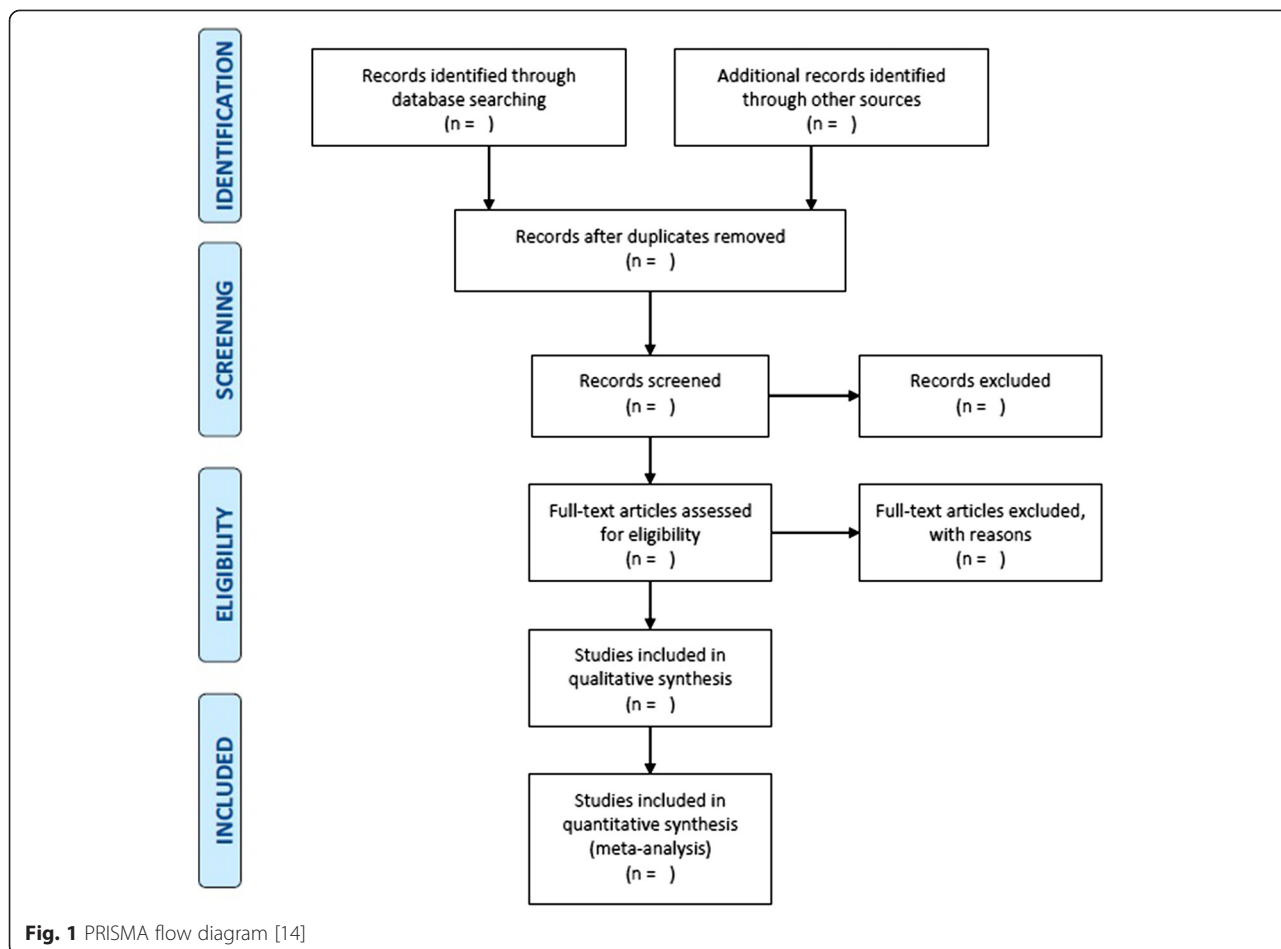 IDENTIFICATION
Records identified through
database searching
(n =   )
Additional records identified
through other sources
(n =   )
Records after duplicates removed
(n =   )
SCREENING
Records screened
(n =   )
Records excluded
(n =   )
ELIGIBILITY
Full-text articles assessed
for eligibility
(n =   )
Full-text articles excluded,
with reasons
(n =   )
Studies included in
qualitative synthesis
(n =   )
INCLUDED
Studies included in
quantitative synthesis
(meta-analysis)
(n =   )
Fig. 1 PRISMA flow diagram [14]